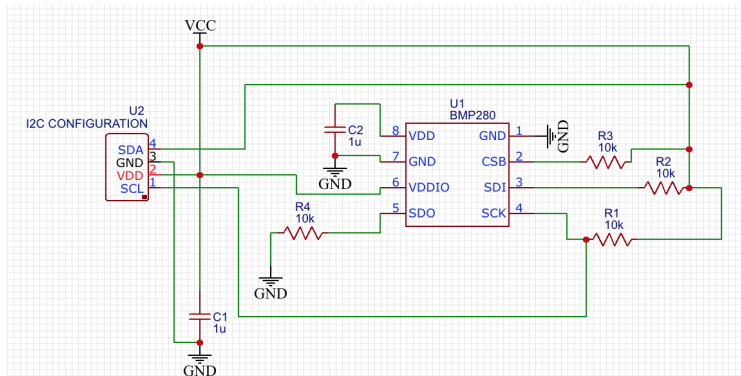 VCC
U2
I2C CONFIGURATION
SDA 4
GND 3
VDD 2
SCL 1
C2
1u
GND
U1
BMP280
8 VDD
7 GND
6 VDDIO
5 SDO
GND 1
CSB 2
SDI 3
SCK 4
GND
R3
10k
R2
10k
R1
10k
R4
10k
GND
C1
1u
GND